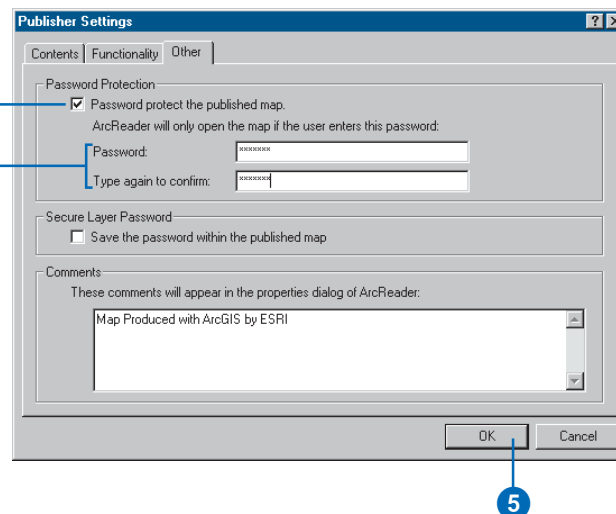 Publisher Settings
Contents Functionality Other
Password Protection
Password protect the published map.
ArcReader will only open the map if the user enters this password:
Password: *******
Type again to confirm: *******
Secure Layer Password
Save the password within the published map
Comments
These comments will appear in the properties dialog of ArcReader:
Map Produced with ArcGIS by ESRI
OK Cancel
5